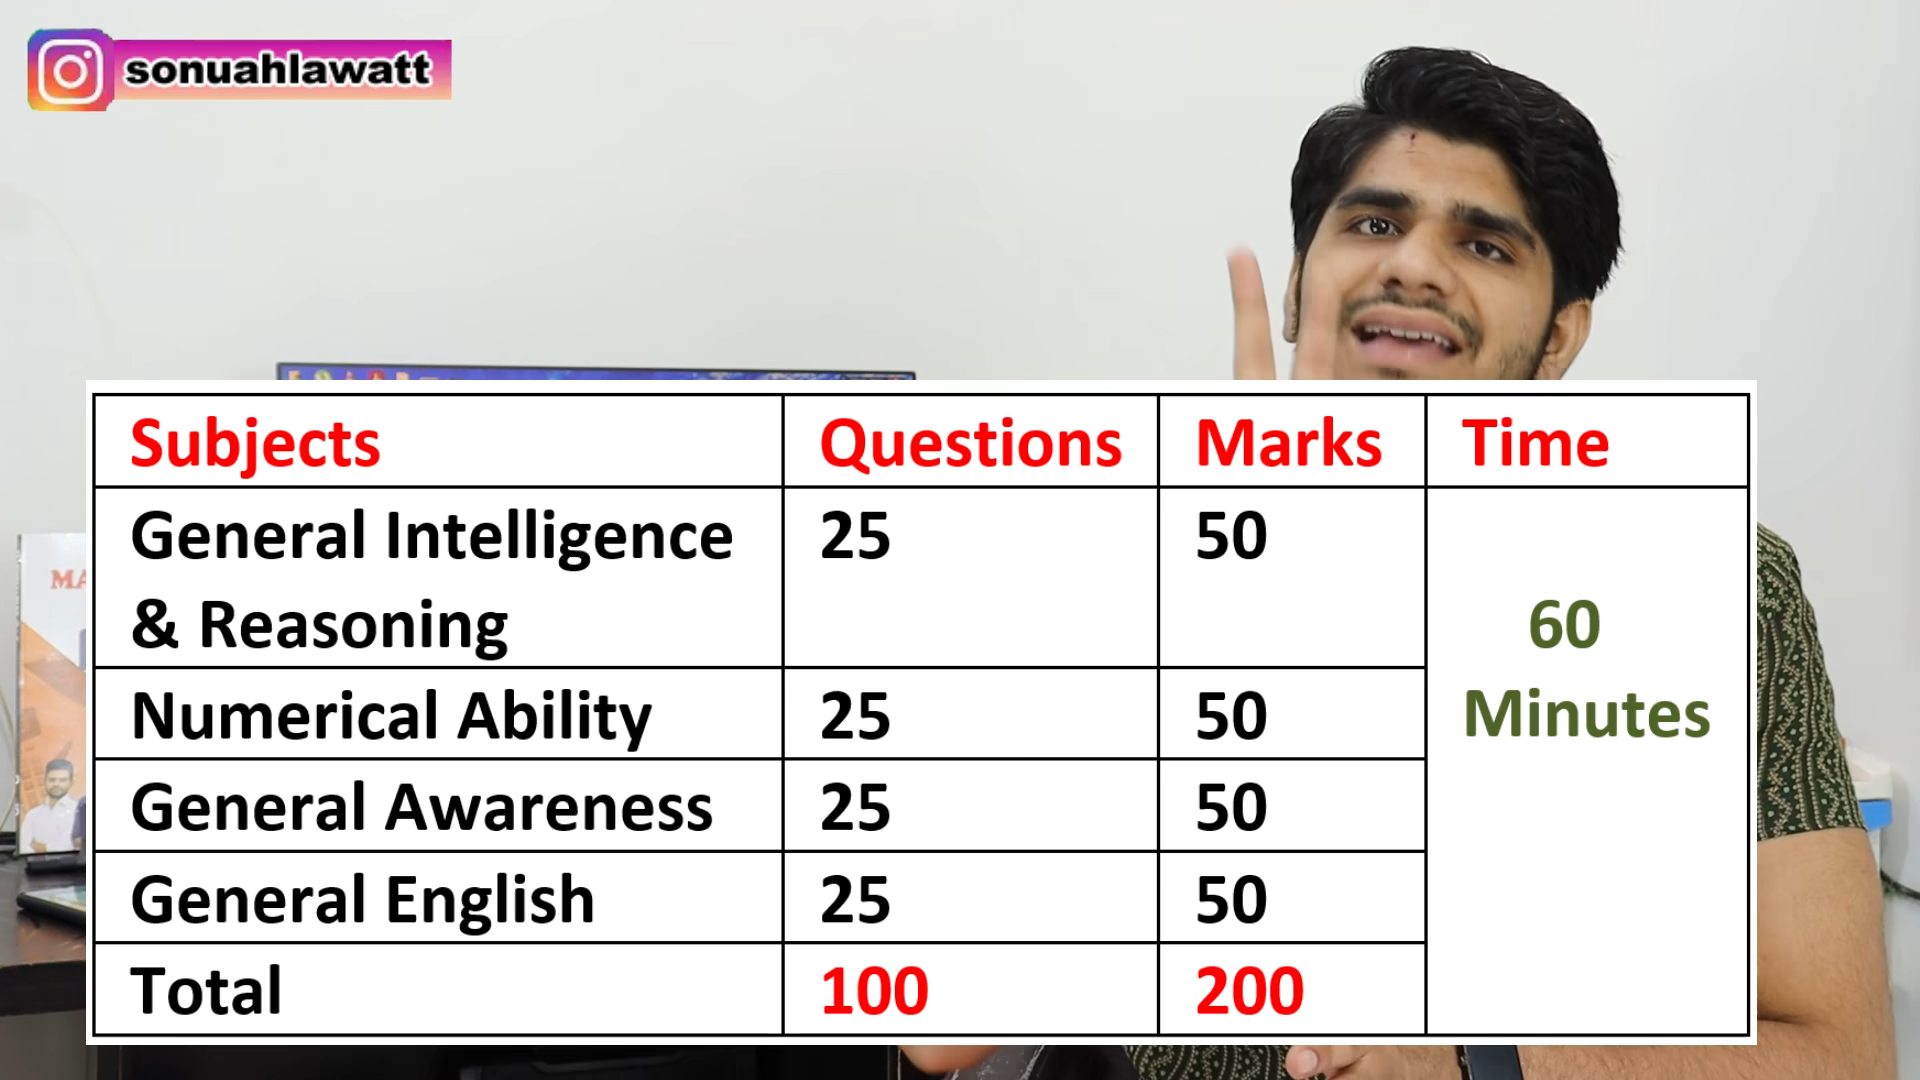 sonuahlawatt
Subjects Questions Marks Time
General Intelligence 25 50
& Reasoning 60
Numerical Ability 25 50 Minutes
General Awareness 25 50
General English 25 50
Total 100 200
MA